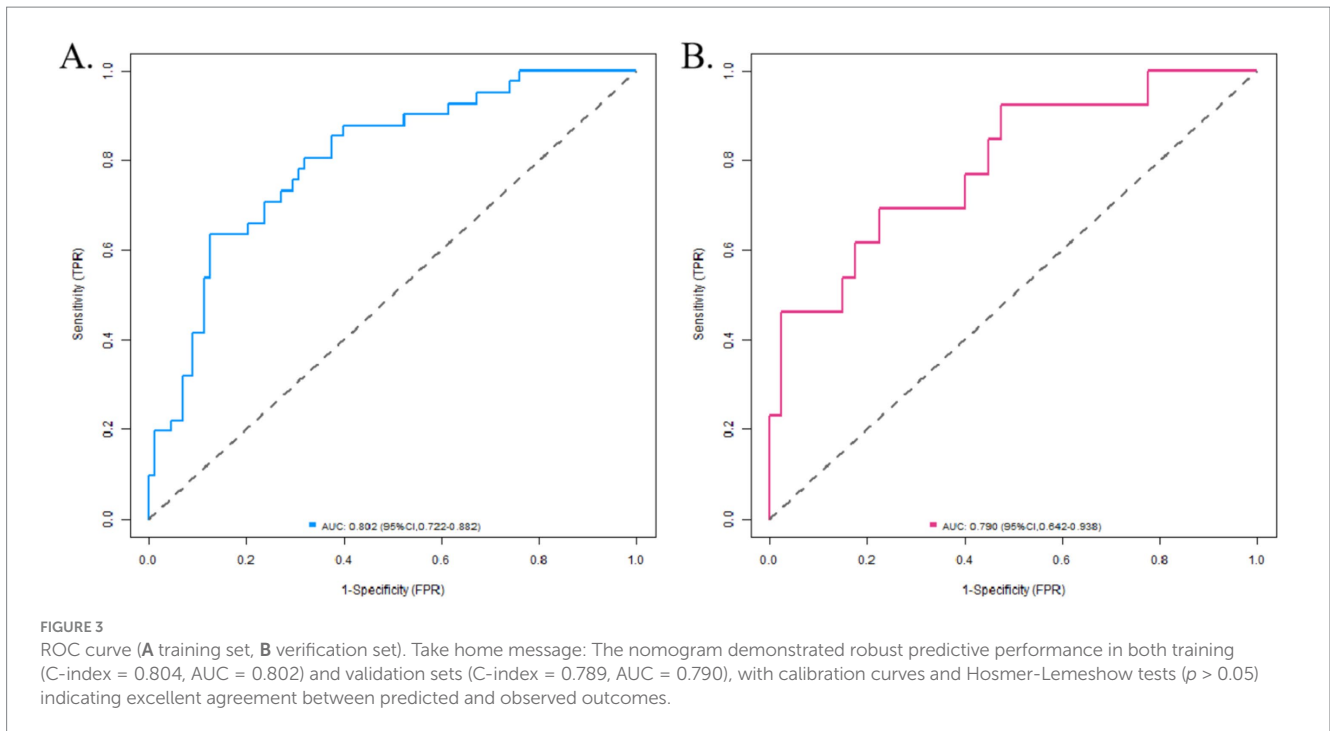 A.
1.0
0.8
0.6
0.4
0.2
0.0
Sensitivity (TPR)
AUC: 0.802 (95%CI,0.722-0.882)
0.0 0.2 0.4 0.6 0.8 1.0
1-Specificity (FPR)
B.
1.0
0.8
0.6
0.4
0.2
0.0
Sensitivity (TPR)
AUC: 0.790 (95%CI,0.642-0.938)
0.0 0.2 0.4 0.6 0.8 1.0
1-Specificity (FPR)
FIGURE 3
ROC curve (A training set, B verification set). Take home message: The nomogram demonstrated robust predictive performance in both training
(C-index = 0.804, AUC = 0.802) and validation sets (C-index = 0.789, AUC = 0.790), with calibration curves and Hosmer-Lemeshow tests (p > 0.05)
indicating excellent agreement between predicted and observed outcomes.